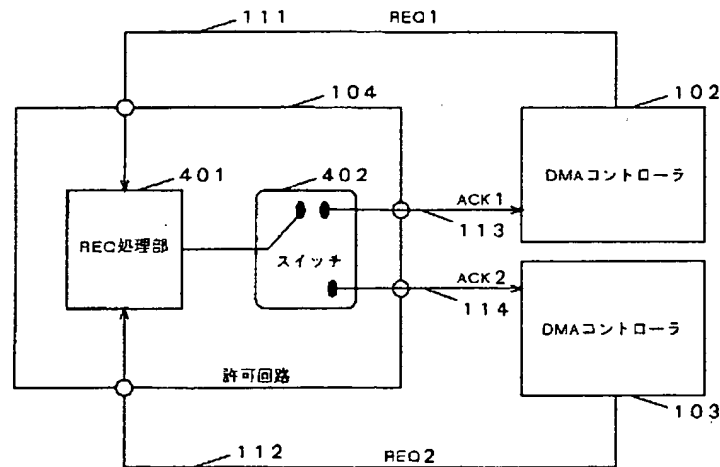 111
REQ1
104
102
401
402
DMAコントローラ
REQ処理部
スイッチ
ACK1
113
ACK2
114
DMAコントローラ
許可回路
103
112
REQ2